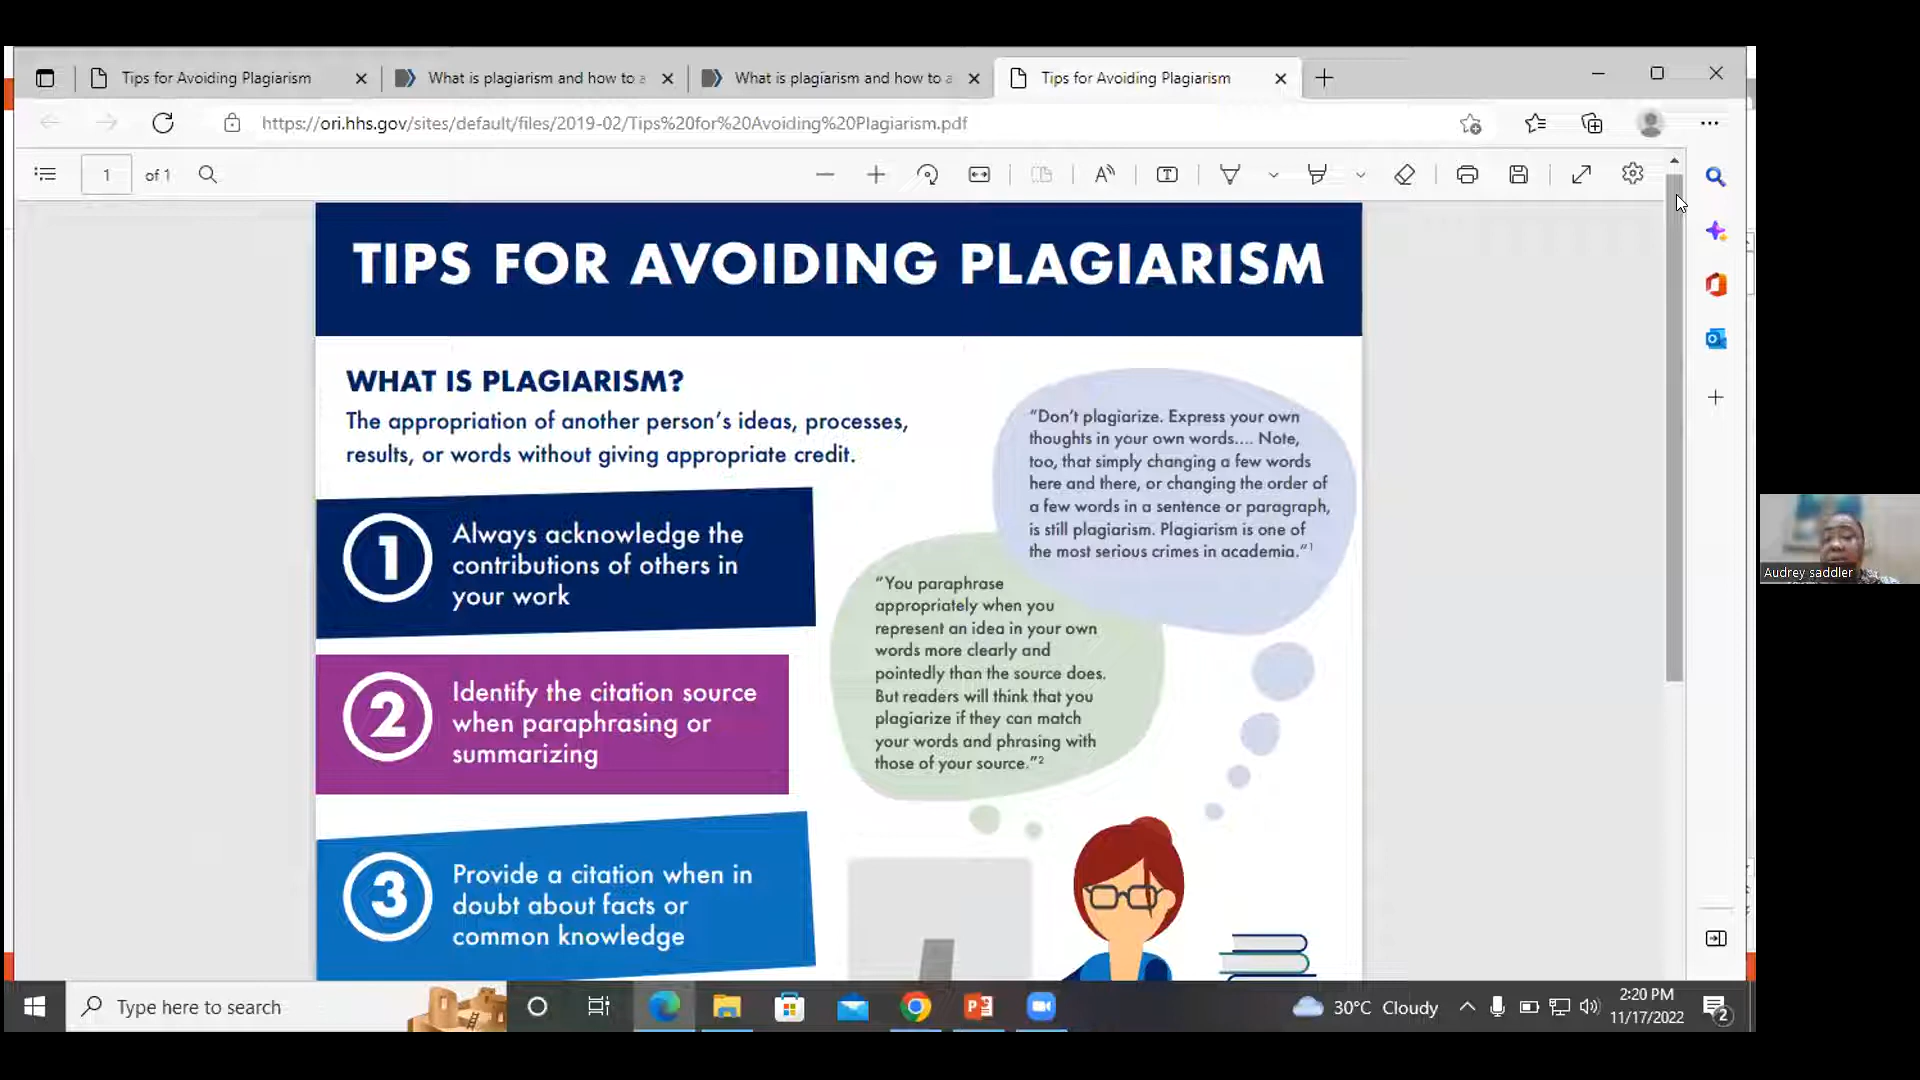 Tips for Avoiding Plagiarism
What is plagiarism and how to a
What is plagiarism and how to a
Tips for Avoiding Plagiarism
https://ori.hhs.gov/sites/default/files/2019-02/Tips%20for%20Avoiding%20Plagiarism.pdf
1 of 1
TIPS FOR AVOIDING PLAGIARISM
WHAT IS PLAGIARISM?
The appropriation of another person's ideas, processes,
results, or words without giving appropriate credit.
1
Always acknowledge the
contributions of others in
your work
2
Identify the citation source
when paraphrasing or
summarizing
3
Provide a citation when in
doubt about facts or
common knowledge
“Don't plagiarize. Express your own
thoughts in your own words.... Note,
too, that simply changing a few words
here and there, or changing the order of
a few words in a sentence or paragraph,
is still plagiarism. Plagiarism is one of
the most serious crimes in academia.”1
“You paraphrase
appropriately when you
represent an idea in your own
words more clearly and
pointedly than the source does.
But readers will think that you
plagiarize if they can match
your words and phrasing with
those of your source.”2
Audrey saddler
Type here to search
30°C Cloudy
2:20 PM
11/17/2022
2